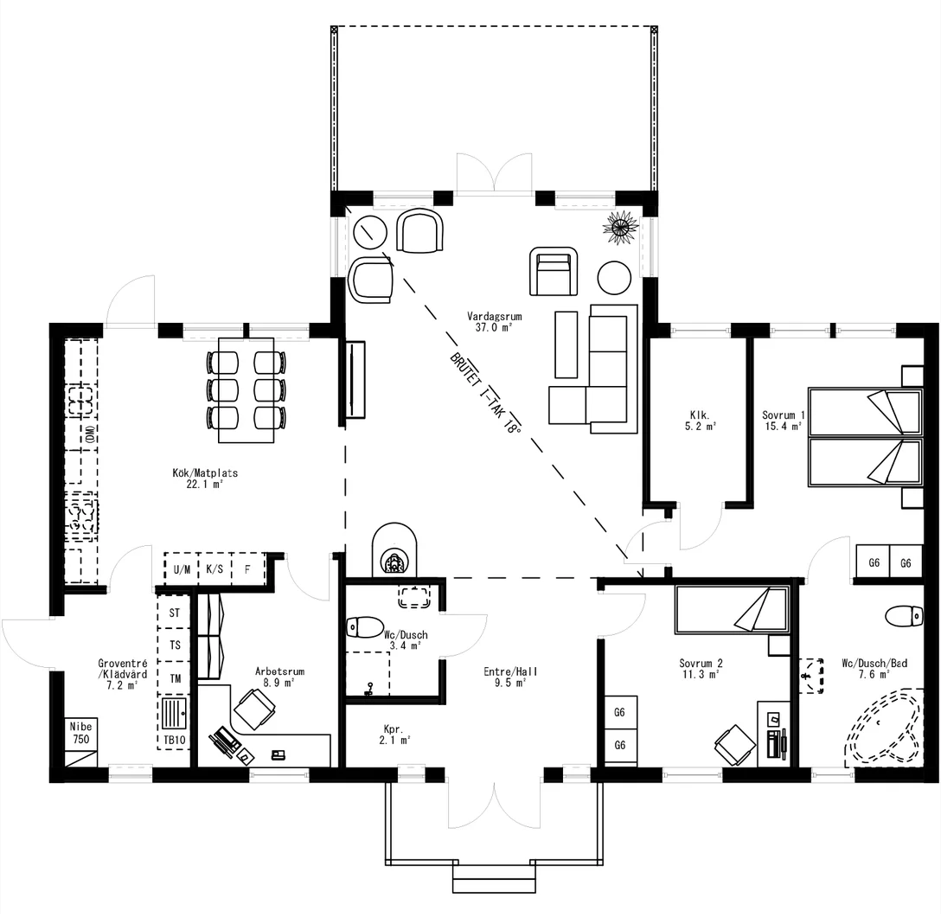 Vardagsrum
37.0 m²
BRUTET I-TAK 18°
(DM)
Kök/Matplats
22.1 m²
Klk.
5.2 m²
Sovrum 1
15.4 m²
U/M
K/S
F
G6
G6
ST
TS
TM
TB10
Groventré
/Klädvård
7.2 m²
Nibe
750
Arbetsrum
8.9 m²
Wc/Dusch
3.4 m²
Kpr.
2.1 m²
Entre/Hall
9.5 m²
Sovrum 2
11.3 m²
G6
G6
Wc/Dusch/Bad
7.6 m²